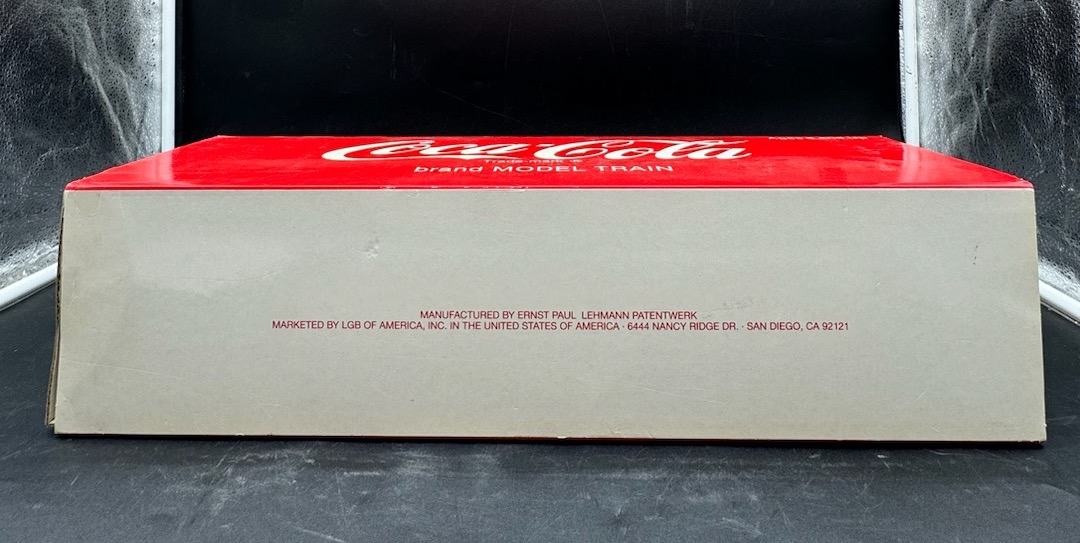 Coca-Cola
Trade-mark ®
brand MODEL TRAIN
MANUFACTURED BY ERNST PAUL LEHMANN PATENTWERK
MARKETED BY LGB OF AMERICA, INC. IN THE UNITED STATES OF AMERICA · 6444 NANCY RIDGE DR. · SAN DIEGO, CA 92121